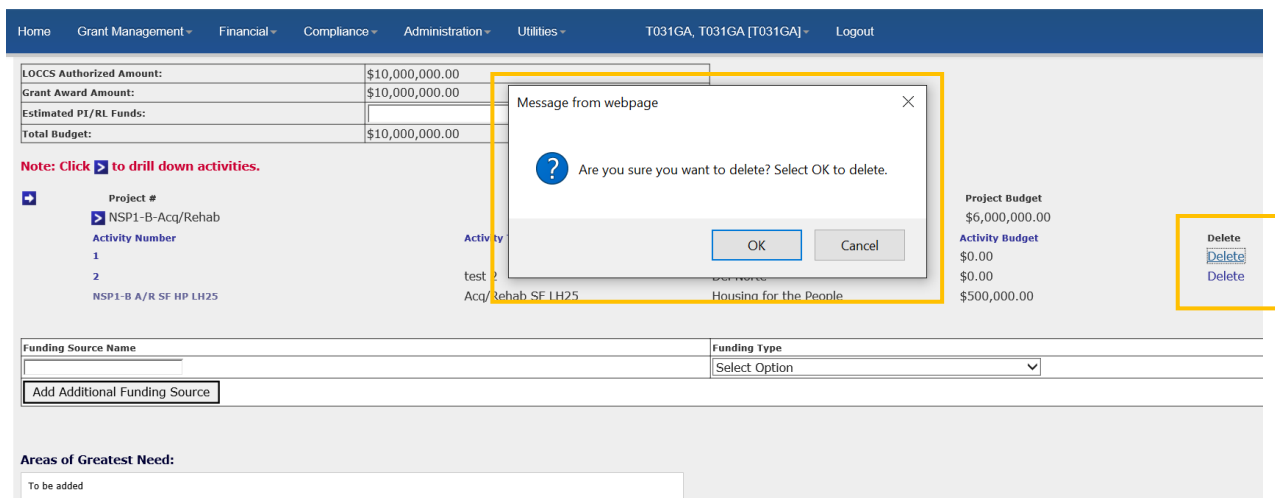 Home Grant Management Financial Compliance Administration Utilities T031GA, T031GA [T031GA] Logout
LOCCS Authorized Amount: $10,000,000.00
Grant Award Amount: $10,000,000.00
Estimated PI/RL Funds:
Total Budget: $10,000,000.00
Message from webpage
Are you sure you want to delete? Select OK to delete.
OK Cancel
Note: Click to drill down activities.
Project # Project Budget
NSP1-B-Acq/Rehab $6,000,000.00
Activity Number Activity Activity Budget Delete
1 $0.00 Delete
2 test 2 Del Norte $0.00 Delete
NSP1-B A/R SF HP LH25 Acq/Rehab SF LH25 Housing for the People $500,000.00
Funding Source Name Funding Type
Select Option
Add Additional Funding Source
Areas of Greatest Need:
To be added